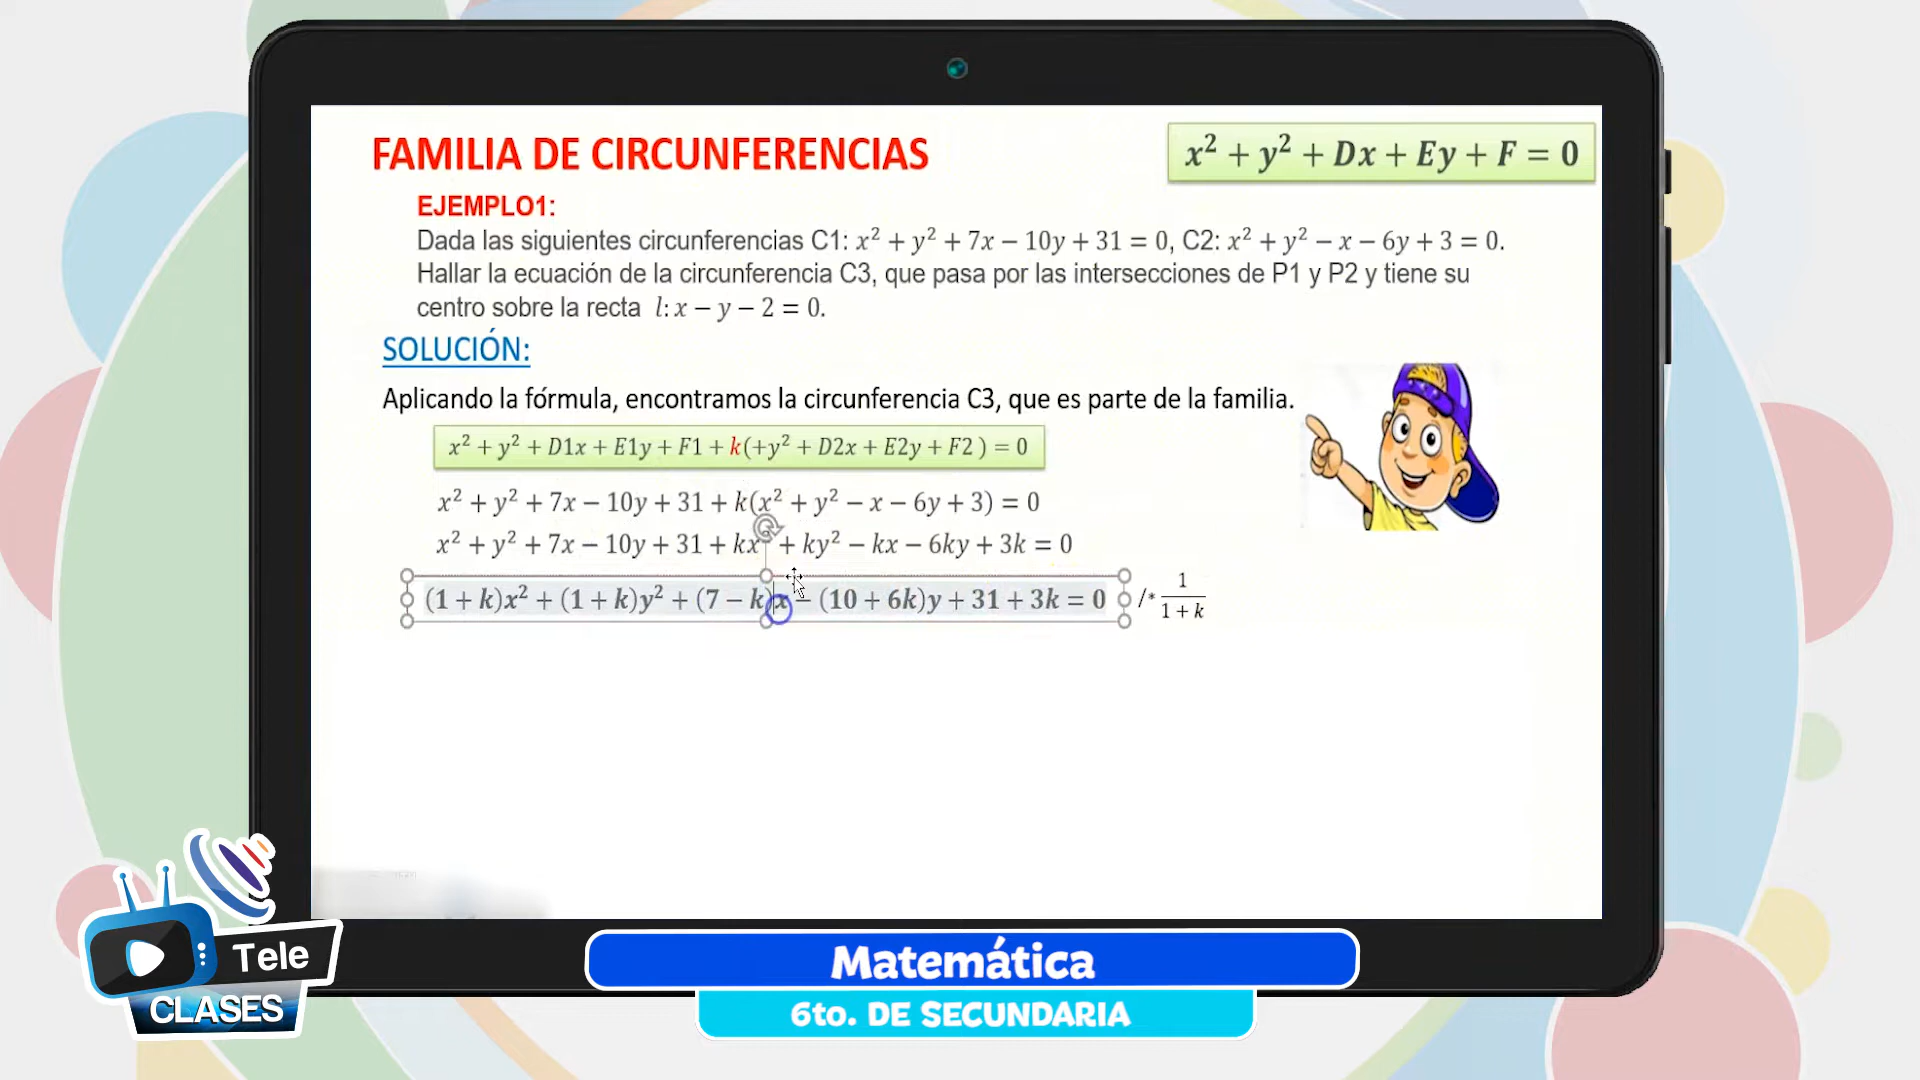 FAMILIA DE CIRCUNFERENCIAS
x² + y² + Dx + Ey + F = 0
EJEMPLO1:
Dada las siguientes circunferencias C1: x² + y² + 7x − 10y + 31 = 0, C2: x² + y² − x − 6y + 3 = 0.
Hallar la ecuación de la circunferencia C3, que pasa por las intersecciones de P1 y P2 y tiene su
centro sobre la recta l: x − y − 2 = 0.
SOLUCIÓN:
Aplicando la fórmula, encontramos la circunferencia C3, que es parte de la familia.
x² + y² + D1x + E1y + F1 + k(+y² + D2x + E2y + F2 ) = 0
x² + y² + 7x − 10y + 31 + k(x² + y² − x − 6y + 3) = 0
x² + y² + 7x − 10y + 31 + kx + ky² − kx − 6ky + 3k = 0
(1 + k)x² + (1 + k)y² + (7 − k)x − (10 + 6k)y + 31 + 3k = 0 /* 1/(1 + k)
Tele
CLASES
Matemática
6to. DE SECUNDARIA